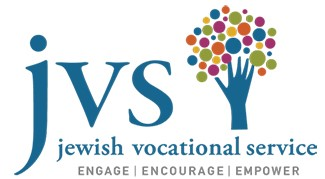 jvs
jewish vocational service
ENGAGE | ENCOURAGE | EMPOWER